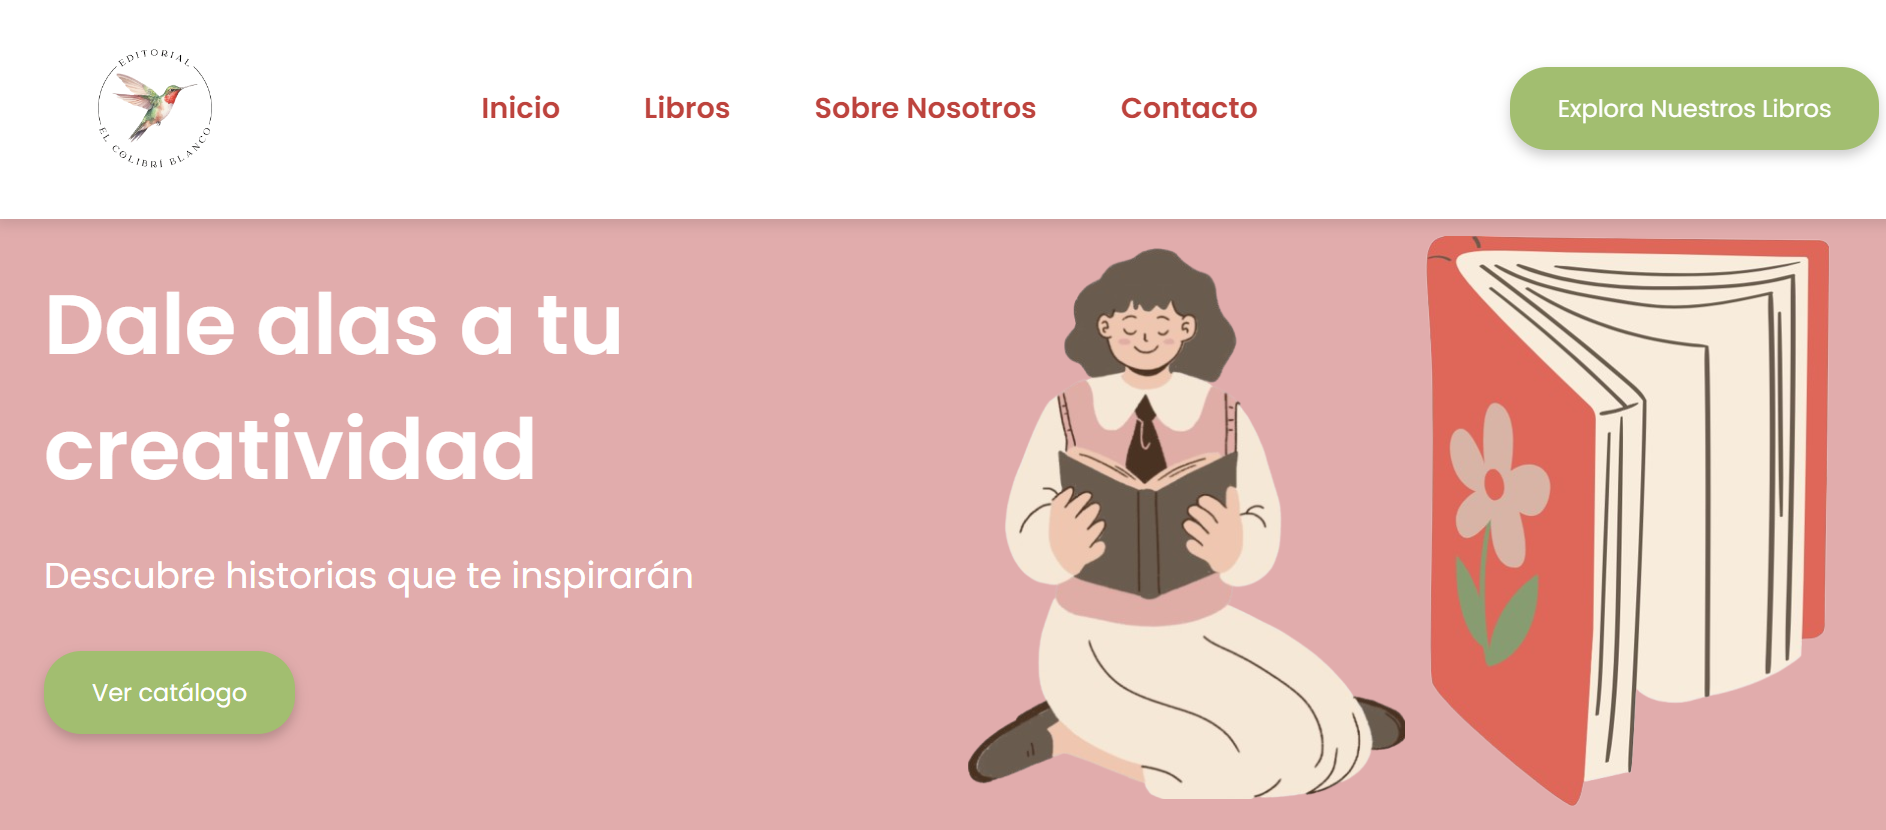 EDITORIAL
EL COLIBRÍ BLANCO
Inicio
Libros
Sobre Nosotros
Contacto
Explora Nuestros Libros
Dale alas a tu
creatividad
Descubre historias que te inspirarán
Ver catálogo